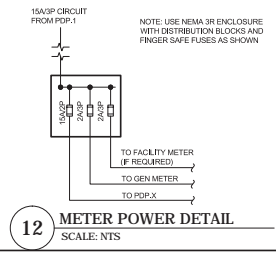 15A/3P CIRCUIT
FROM PDP.1
NOTE: USE NEMA 3R ENCLOSURE
WITH DISTRIBUTION BLOCKS AND
FINGER SAFE FUSES AS SHOWN
15A/2P
2A/3P
2A/3P
TO FACILITY METER
(IF REQUIRED)
TO GEN METER
TO PDP.X
12
METER POWER DETAIL
SCALE: NTS